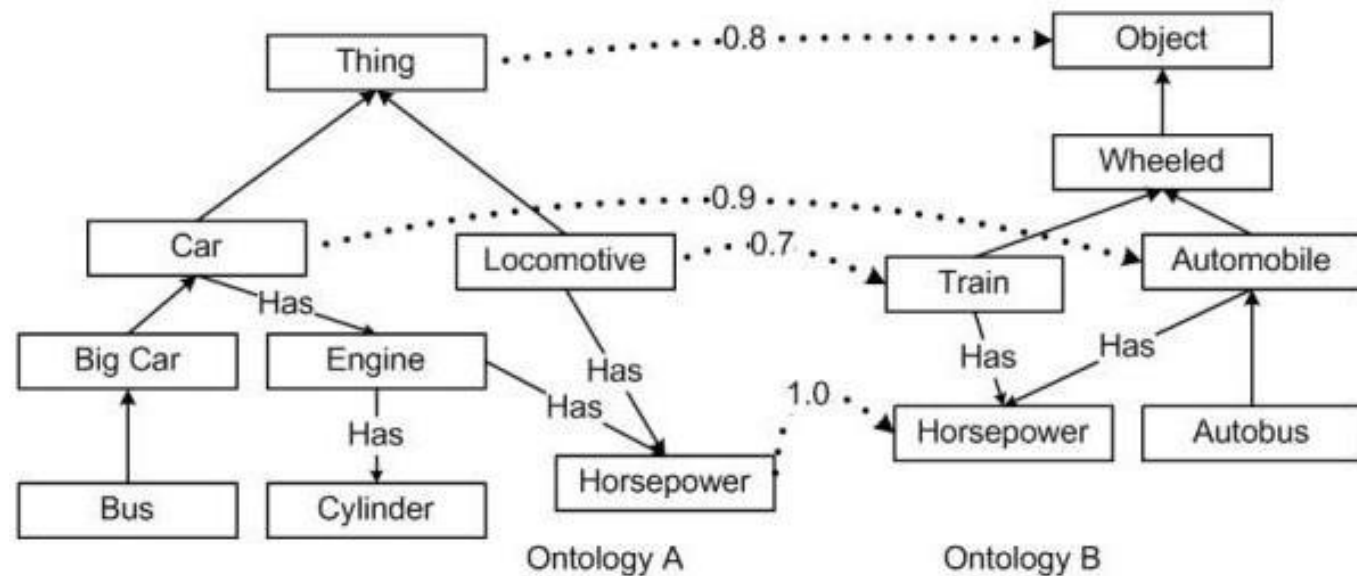 Thing
0.8
Object
Wheeled
0.9
Car
Locomotive
0.7
Train
Automobile
Has
Big Car
Engine
Has
Has
Has
Has
1.0
Has
Horsepower
Autobus
Bus
Cylinder
Horsepower
Ontology A
Ontology B